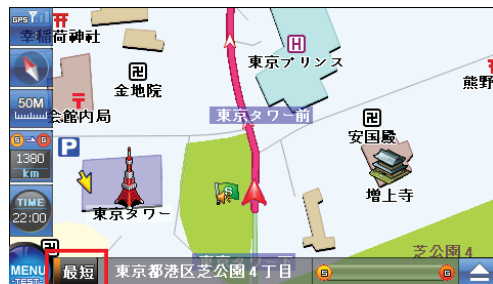 GPS
幸稲荷神社
H
東京プリンス
熊野
金地院
50M
会館内局
東京タワー前
安国殿
S→G
1380
km
P
増上寺
TIME
22:00
東京タワー
S
芝公園4
MENU
-TEST-
最短
東京都港区芝公園4丁目
S
G